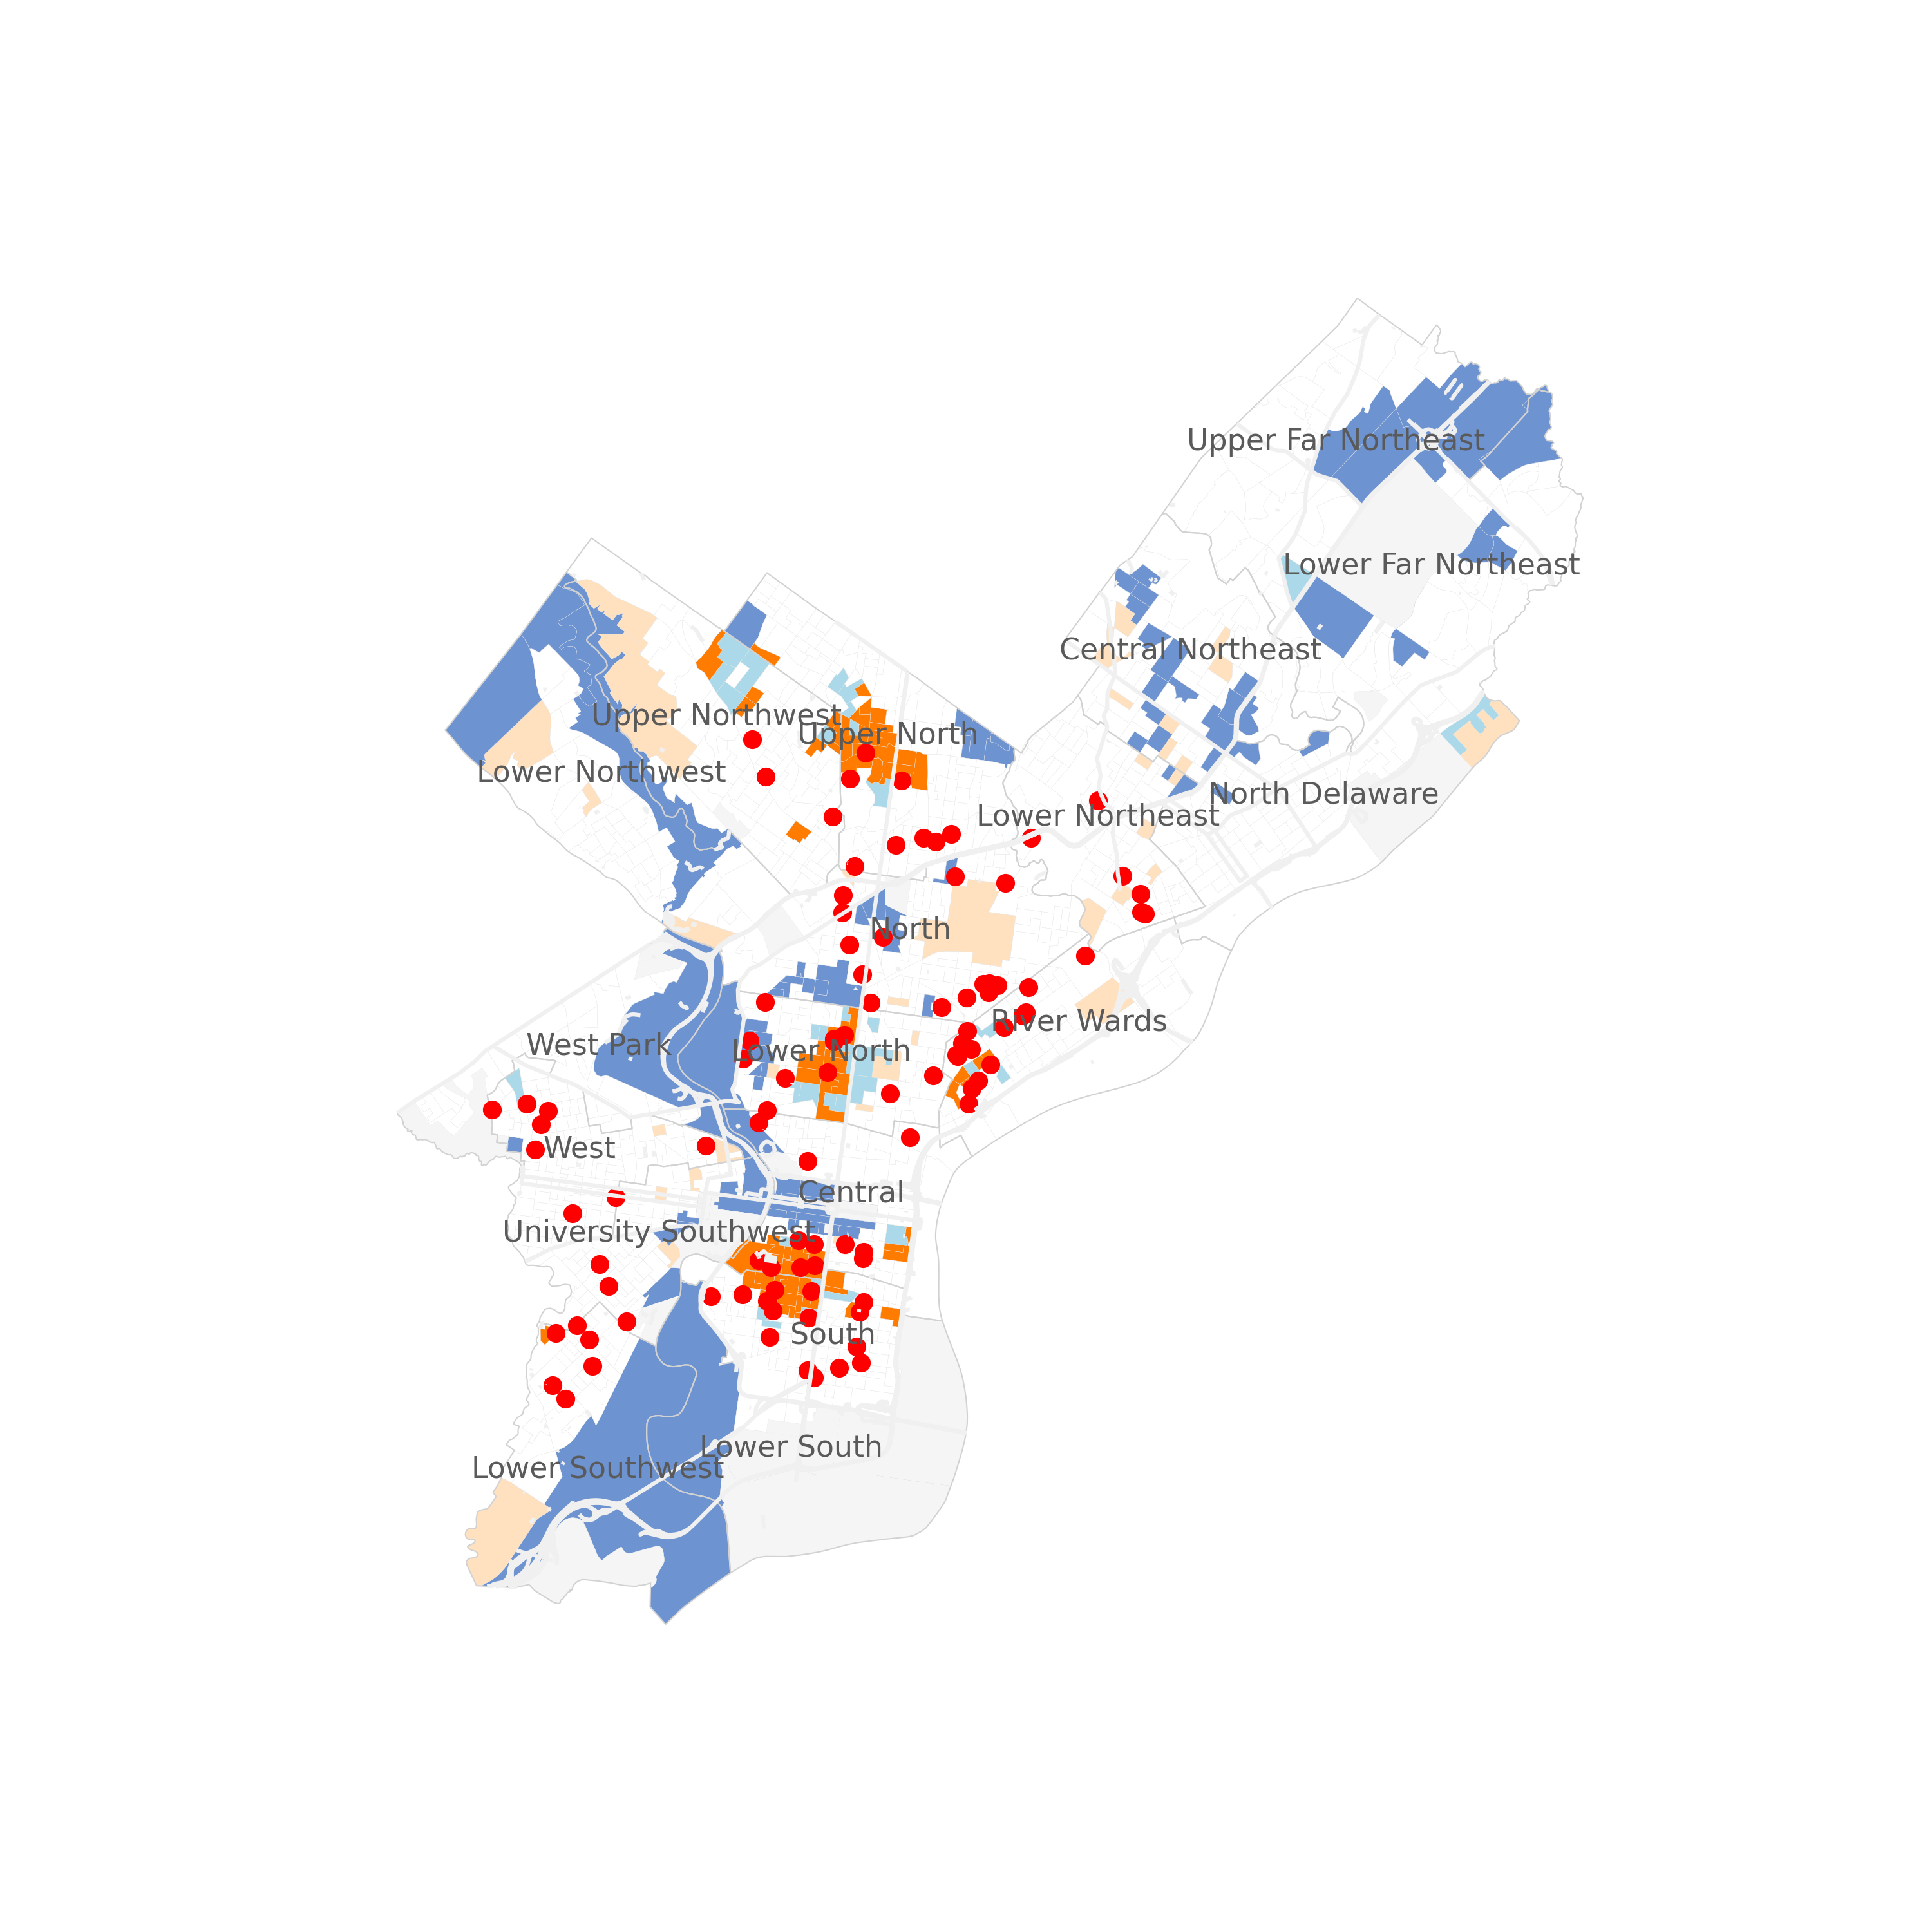 Upper Far Northeast
Lower Far Northeast
Central Northeast
Upper Northwest
Upper North
Lower Northwest
North Delaware
Lower Northeast
North
River Wards
West Park
Lower North
West
Central
University Southwest
South
Lower South
Lower Southwest